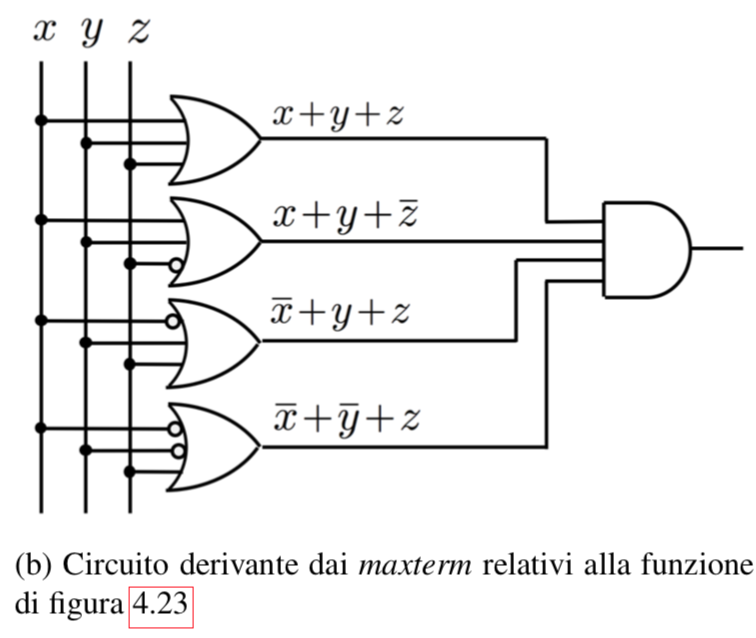 x y z
x+y+z
x+y+z̅
x̅+y+z
x̅+y̅+z
(b) Circuito derivante dai maxterm relativi alla funzione
di figura 4.23